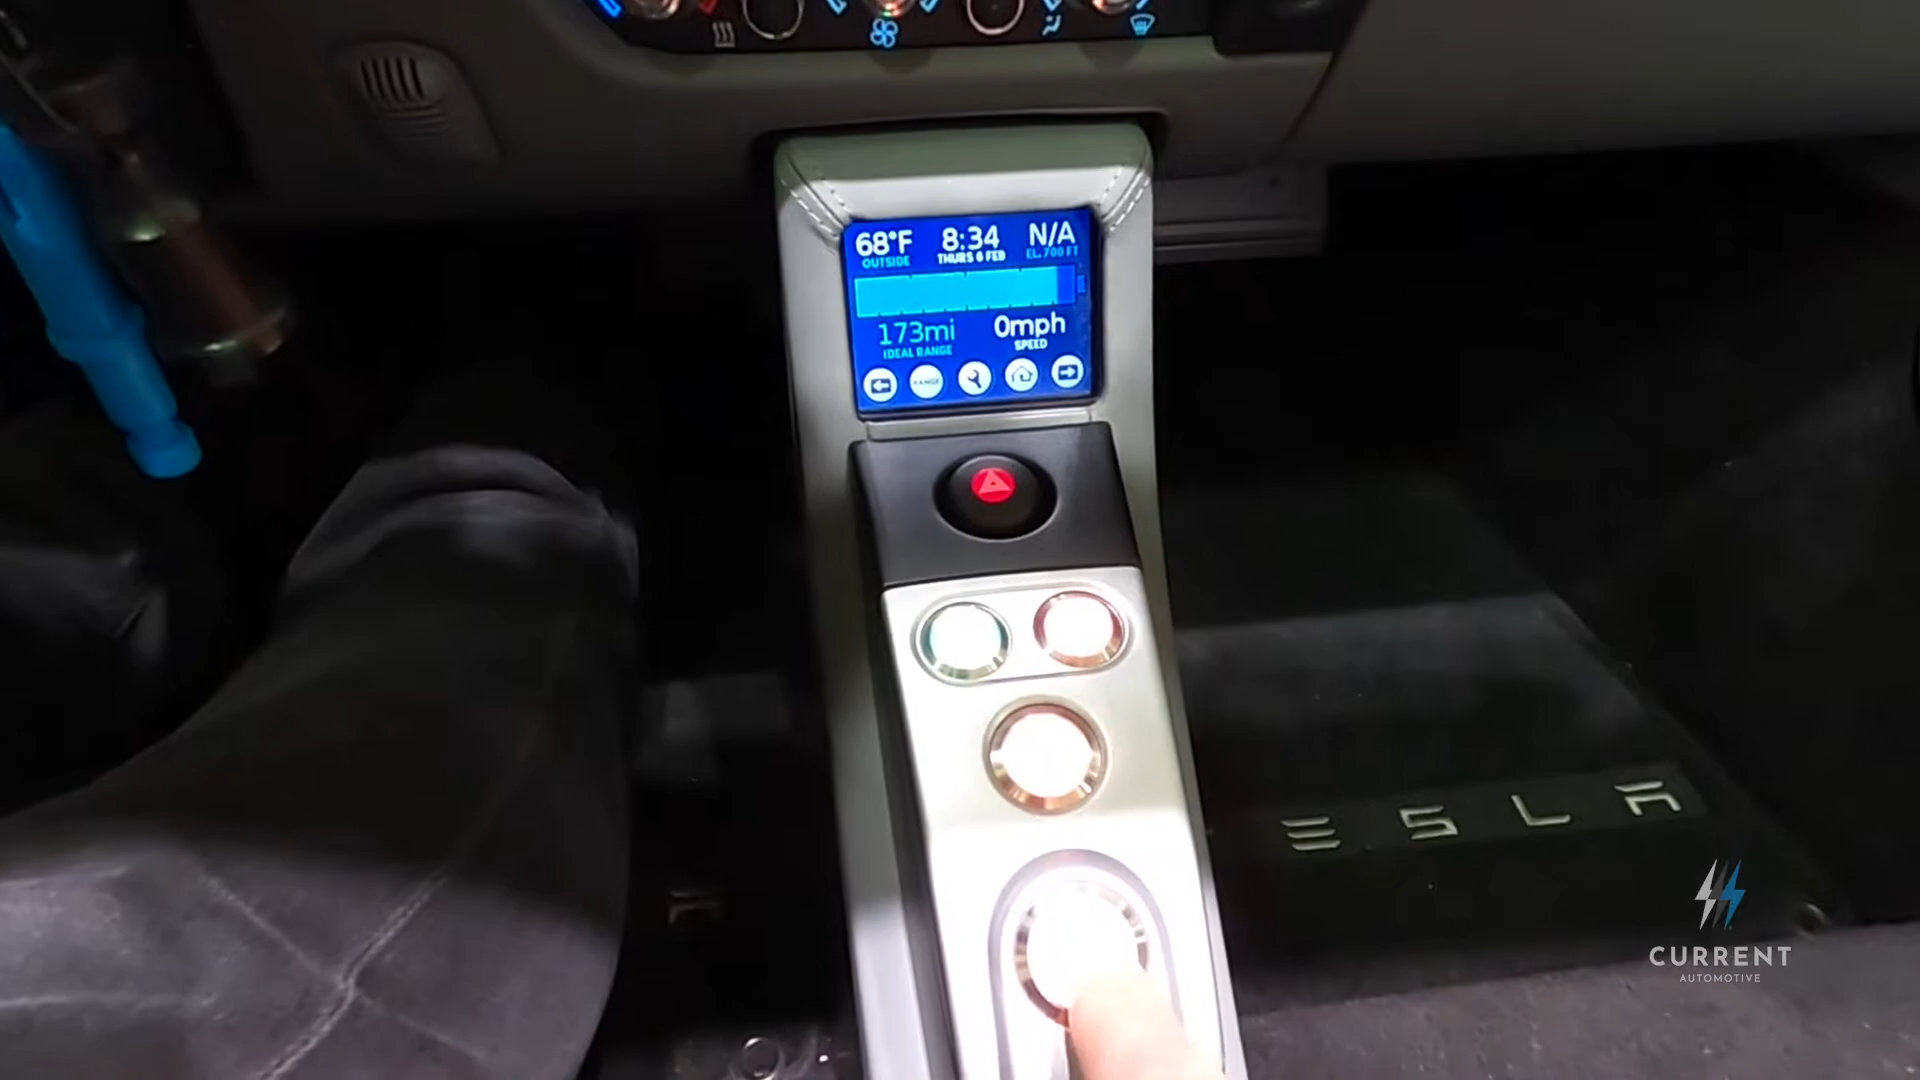 68°F 8:34 N/A
OUTSIDE THURS 6 FEB EL. 700 FT
173mi 0mph
IDEAL RANGE SPEED
RANGE
ESLA
CURRENT
AUTOMOTIVE